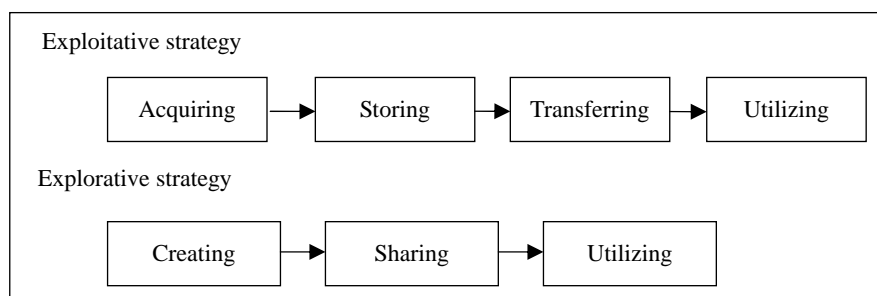 Exploitative strategy
Acquiring Storing Transferring Utilizing
Explorative strategy
Creating Sharing Utilizing